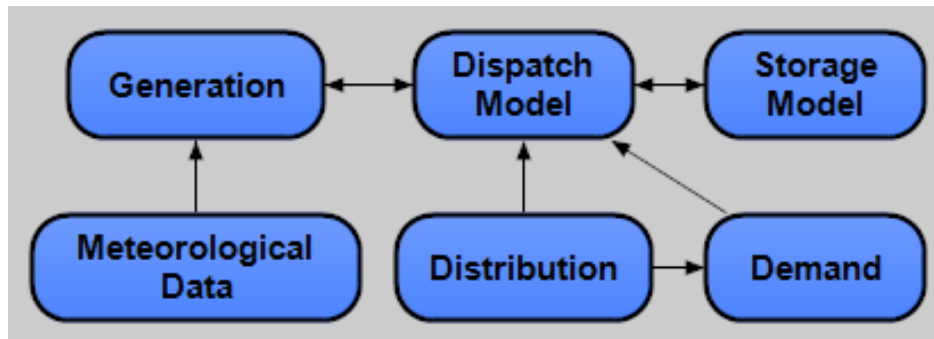 Generation
Dispatch
Model
Storage
Model
Meteorological
Data
Distribution
Demand